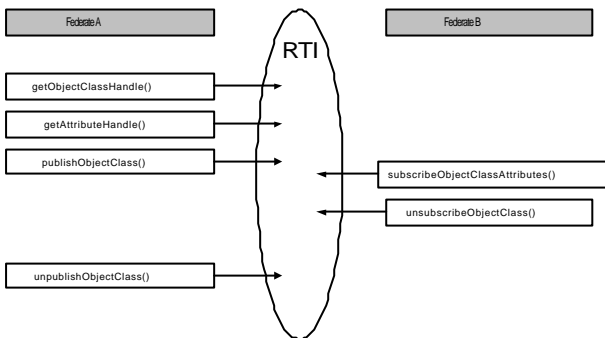 Federate A
Federate B
RTI
getObjectClassHandle()
getAttributeHandle()
publishObjectClass()
subscribeObjectClassAttributes()
unsubscribeObjectClass()
unpublishObjectClass()